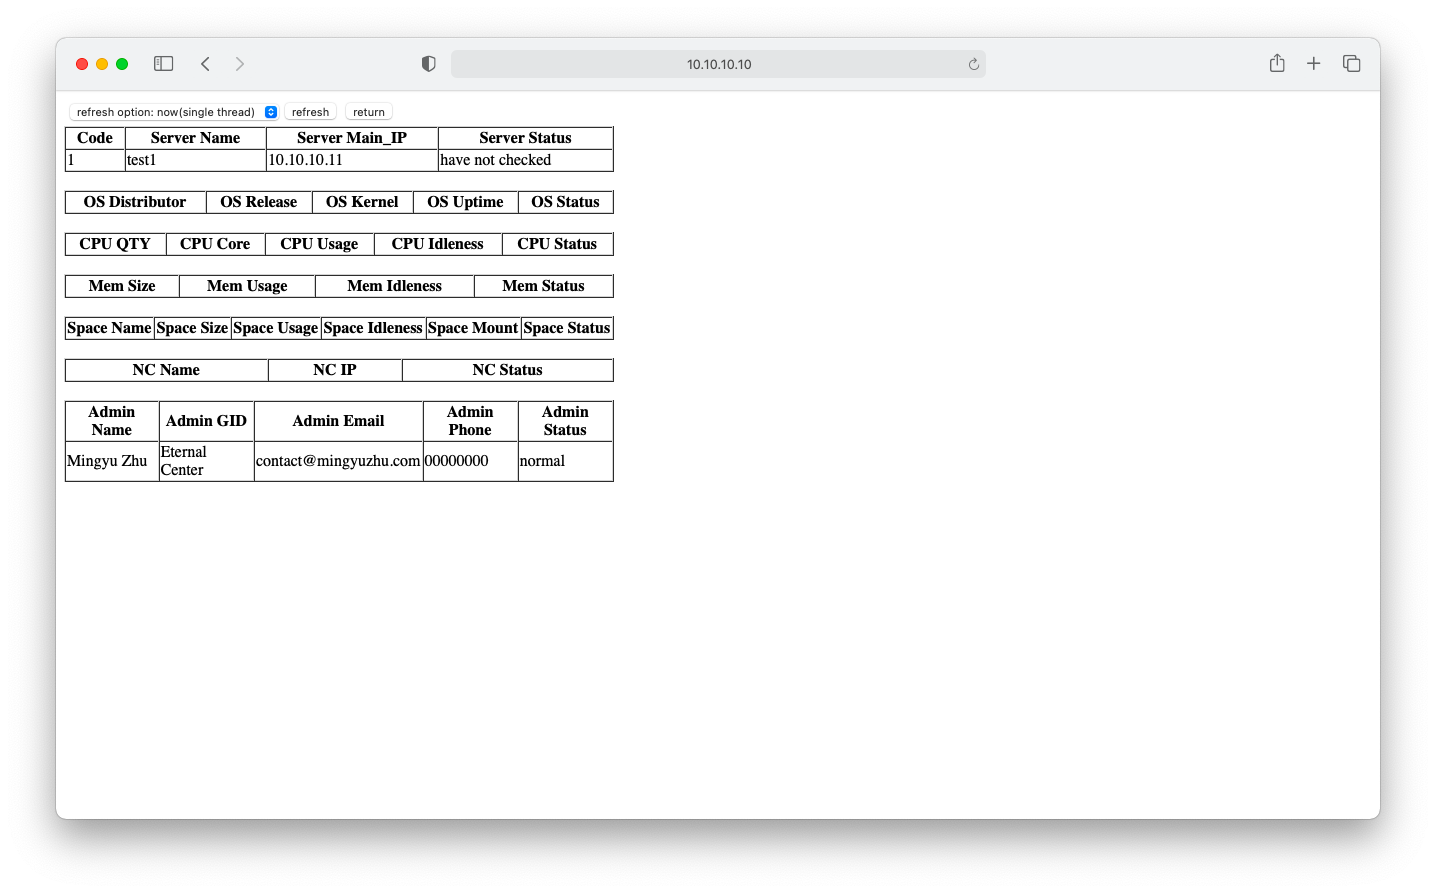 10.10.10.10
refresh option: now(single thread) refresh return
Code Server Name Server Main_IP Server Status
1 test1 10.10.10.11 have not checked
OS Distributor OS Release OS Kernel OS Uptime OS Status
CPU QTY CPU Core CPU Usage CPU Idleness CPU Status
Mem Size Mem Usage Mem Idleness Mem Status
Space Name Space Size Space Usage Space Idleness Space Mount Space Status
NC Name NC IP NC Status
Admin Name Admin GID Admin Email Admin Phone Admin Status
Mingyu Zhu Eternal Center contact@mingyuzhu.com 00000000 normal